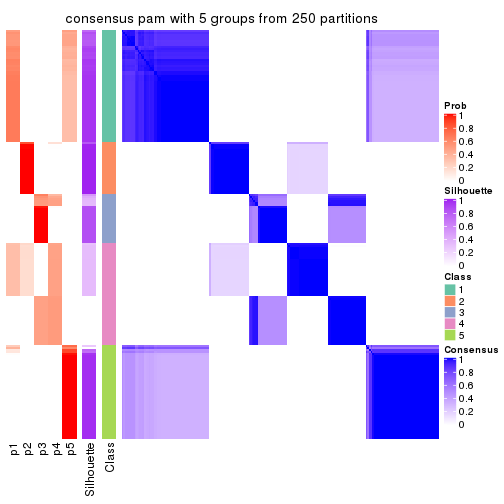 consensus pam with 5 groups from 250 partitions
Prob
1
0.8
0.6
0.4
0.2
0
Silhouette
1
0.8
0.6
0.4
0.2
0
Class
1
2
3
4
5
Consensus
1
0.8
0.6
0.4
0.2
0
p1
p2
p3
p4
p5
Silhouette
Class